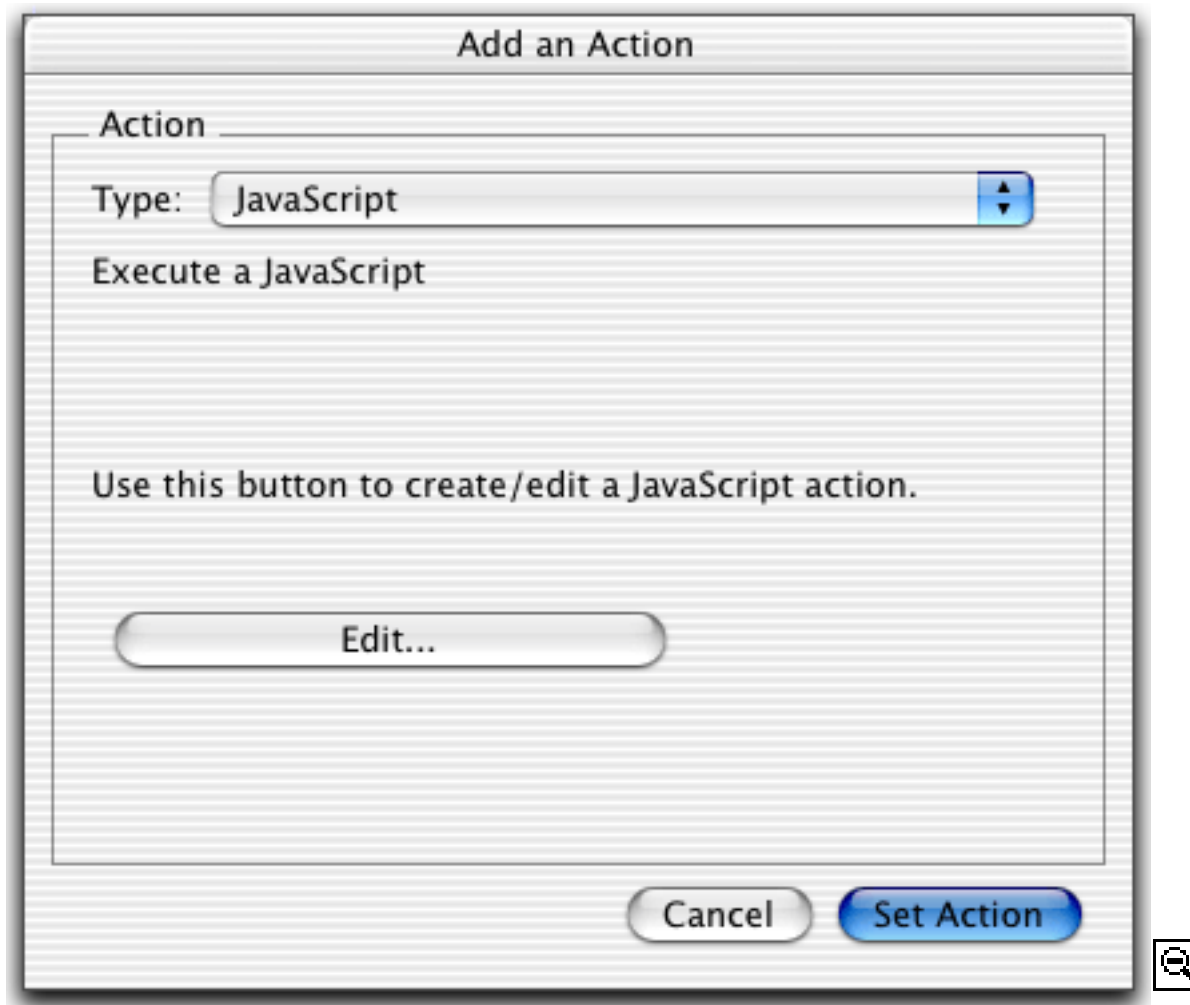 Add an Action
Action
Type: JavaScript
Execute a JavaScript
Use this button to create/edit a JavaScript action.
Edit...
Cancel Set Action